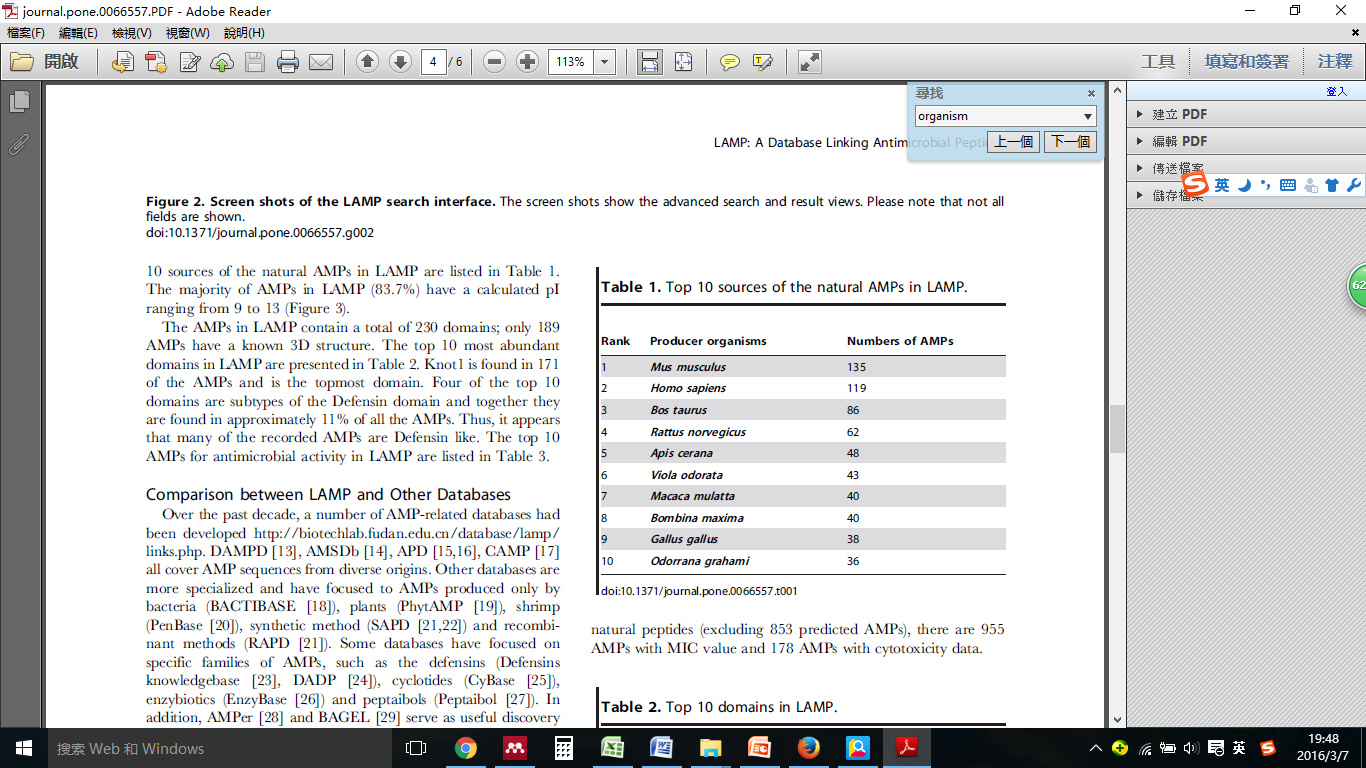 journal.pone.0066557.PDF - Adobe Reader
檔案(F) 編輯(E) 檢視(V) 視窗(W) 說明(H)
開啟 4 / 6 113% 工具 填寫和簽署 注釋
尋找
organism
上一個 下一個
登入
建立 PDF
編輯 PDF
傳送檔案
英
儲存檔案
62
LAMP: A Database Linking Antimicrobial Pepti
Figure 2. Screen shots of the LAMP search interface. The screen shots show the advanced search and result views. Please note that not all
fields are shown.
doi:10.1371/journal.pone.0066557.g002
10 sources of the natural AMPs in LAMP are listed in Table 1.
The majority of AMPs in LAMP (83.7%) have a calculated pI
ranging from 9 to 13 (Figure 3).
The AMPs in LAMP contain a total of 230 domains; only 189
AMPs have a known 3D structure. The top 10 most abundant
domains in LAMP are presented in Table 2. Knot1 is found in 171
of the AMPs and is the topmost domain. Four of the top 10
domains are subtypes of the Defensin domain and together they
are found in approximately 11% of all the AMPs. Thus, it appears
that many of the recorded AMPs are Defensin like. The top 10
AMPs for antimicrobial activity in LAMP are listed in Table 3.
Comparison between LAMP and Other Databases
Over the past decade, a number of AMP-related databases had
been developed http://biotechlab.fudan.edu.cn/database/lamp/
links.php. DAMPD [13], AMSDb [14], APD [15,16], CAMP [17]
all cover AMP sequences from diverse origins. Other databases are
more specialized and have focused to AMPs produced only by
bacteria (BACTIBASE [18]), plants (PhytAMP [19]), shrimp
(PenBase [20]), synthetic method (SAPD [21,22]) and recombi-
nant methods (RAPD [21]). Some databases have focused on
specific families of AMPs, such as the defensins (Defensins
knowledgebase [23], DADP [24]), cyclotides (CyBase [25]),
enzybiotics (EnzyBase [26]) and peptaibols (Peptaibol [27]). In
addition, AMPer [28] and BAGEL [29] serve as useful discovery
Table 1. Top 10 sources of the natural AMPs in LAMP.
Rank Producer organisms Numbers of AMPs
1 Mus musculus 135
2 Homo sapiens 119
3 Bos taurus 86
4 Rattus norvegicus 62
5 Apis cerana 48
6 Viola odorata 43
7 Macaca mulatta 40
8 Bombina maxima 40
9 Gallus gallus 38
10 Odorrana grahami 36
doi:10.1371/journal.pone.0066557.t001
natural peptides (excluding 853 predicted AMPs), there are 955
AMPs with MIC value and 178 AMPs with cytotoxicity data.
Table 2. Top 10 domains in LAMP.
搜索 Web 和 Windows
英
19:48
2016/3/7